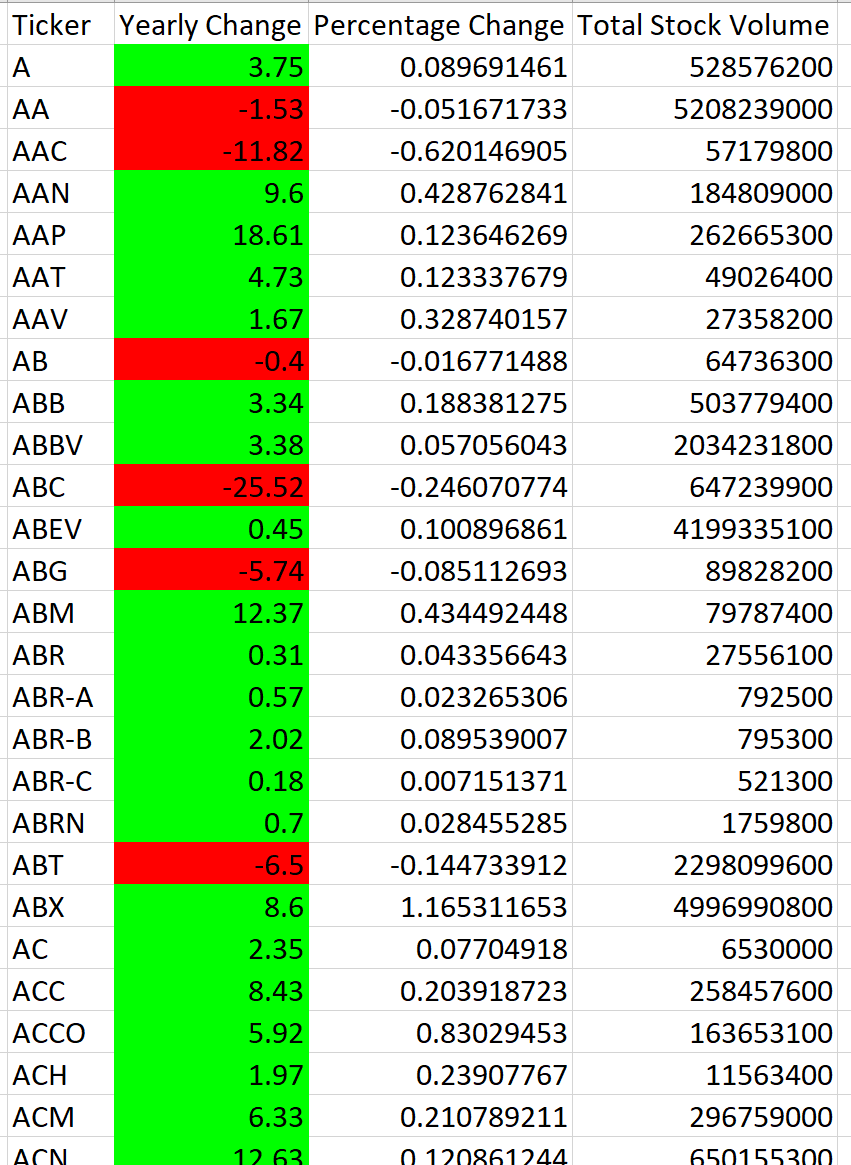 Ticker Yearly Change Percentage Change Total Stock Volume
A 3.75 0.089691461 528576200
AA -1.53 -0.051671733 5208239000
AAC -11.82 -0.620146905 57179800
AAN 9.6 0.428762841 184809000
AAP 18.61 0.123646269 262665300
AAT 4.73 0.123337679 49026400
AAV 1.67 0.328740157 27358200
AB -0.4 -0.016771488 64736300
ABB 3.34 0.188381275 503779400
ABBV 3.38 0.057056043 2034231800
ABC -25.52 -0.246070774 647239900
ABEV 0.45 0.100896861 4199335100
ABG -5.74 -0.085112693 89828200
ABM 12.37 0.434492448 79787400
ABR 0.31 0.043356643 27556100
ABR-A 0.57 0.023265306 792500
ABR-B 2.02 0.089539007 795300
ABR-C 0.18 0.007151371 521300
ABRN 0.7 0.028455285 1759800
ABT -6.5 -0.144733912 2298099600
ABX 8.6 1.165311653 4996990800
AC 2.35 0.07704918 6530000
ACC 8.43 0.203918723 258457600
ACCO 5.92 0.83029453 163653100
ACH 1.97 0.23907767 11563400
ACM 6.33 0.210789211 296759000
ACN 12.63 0.120861244 650155300